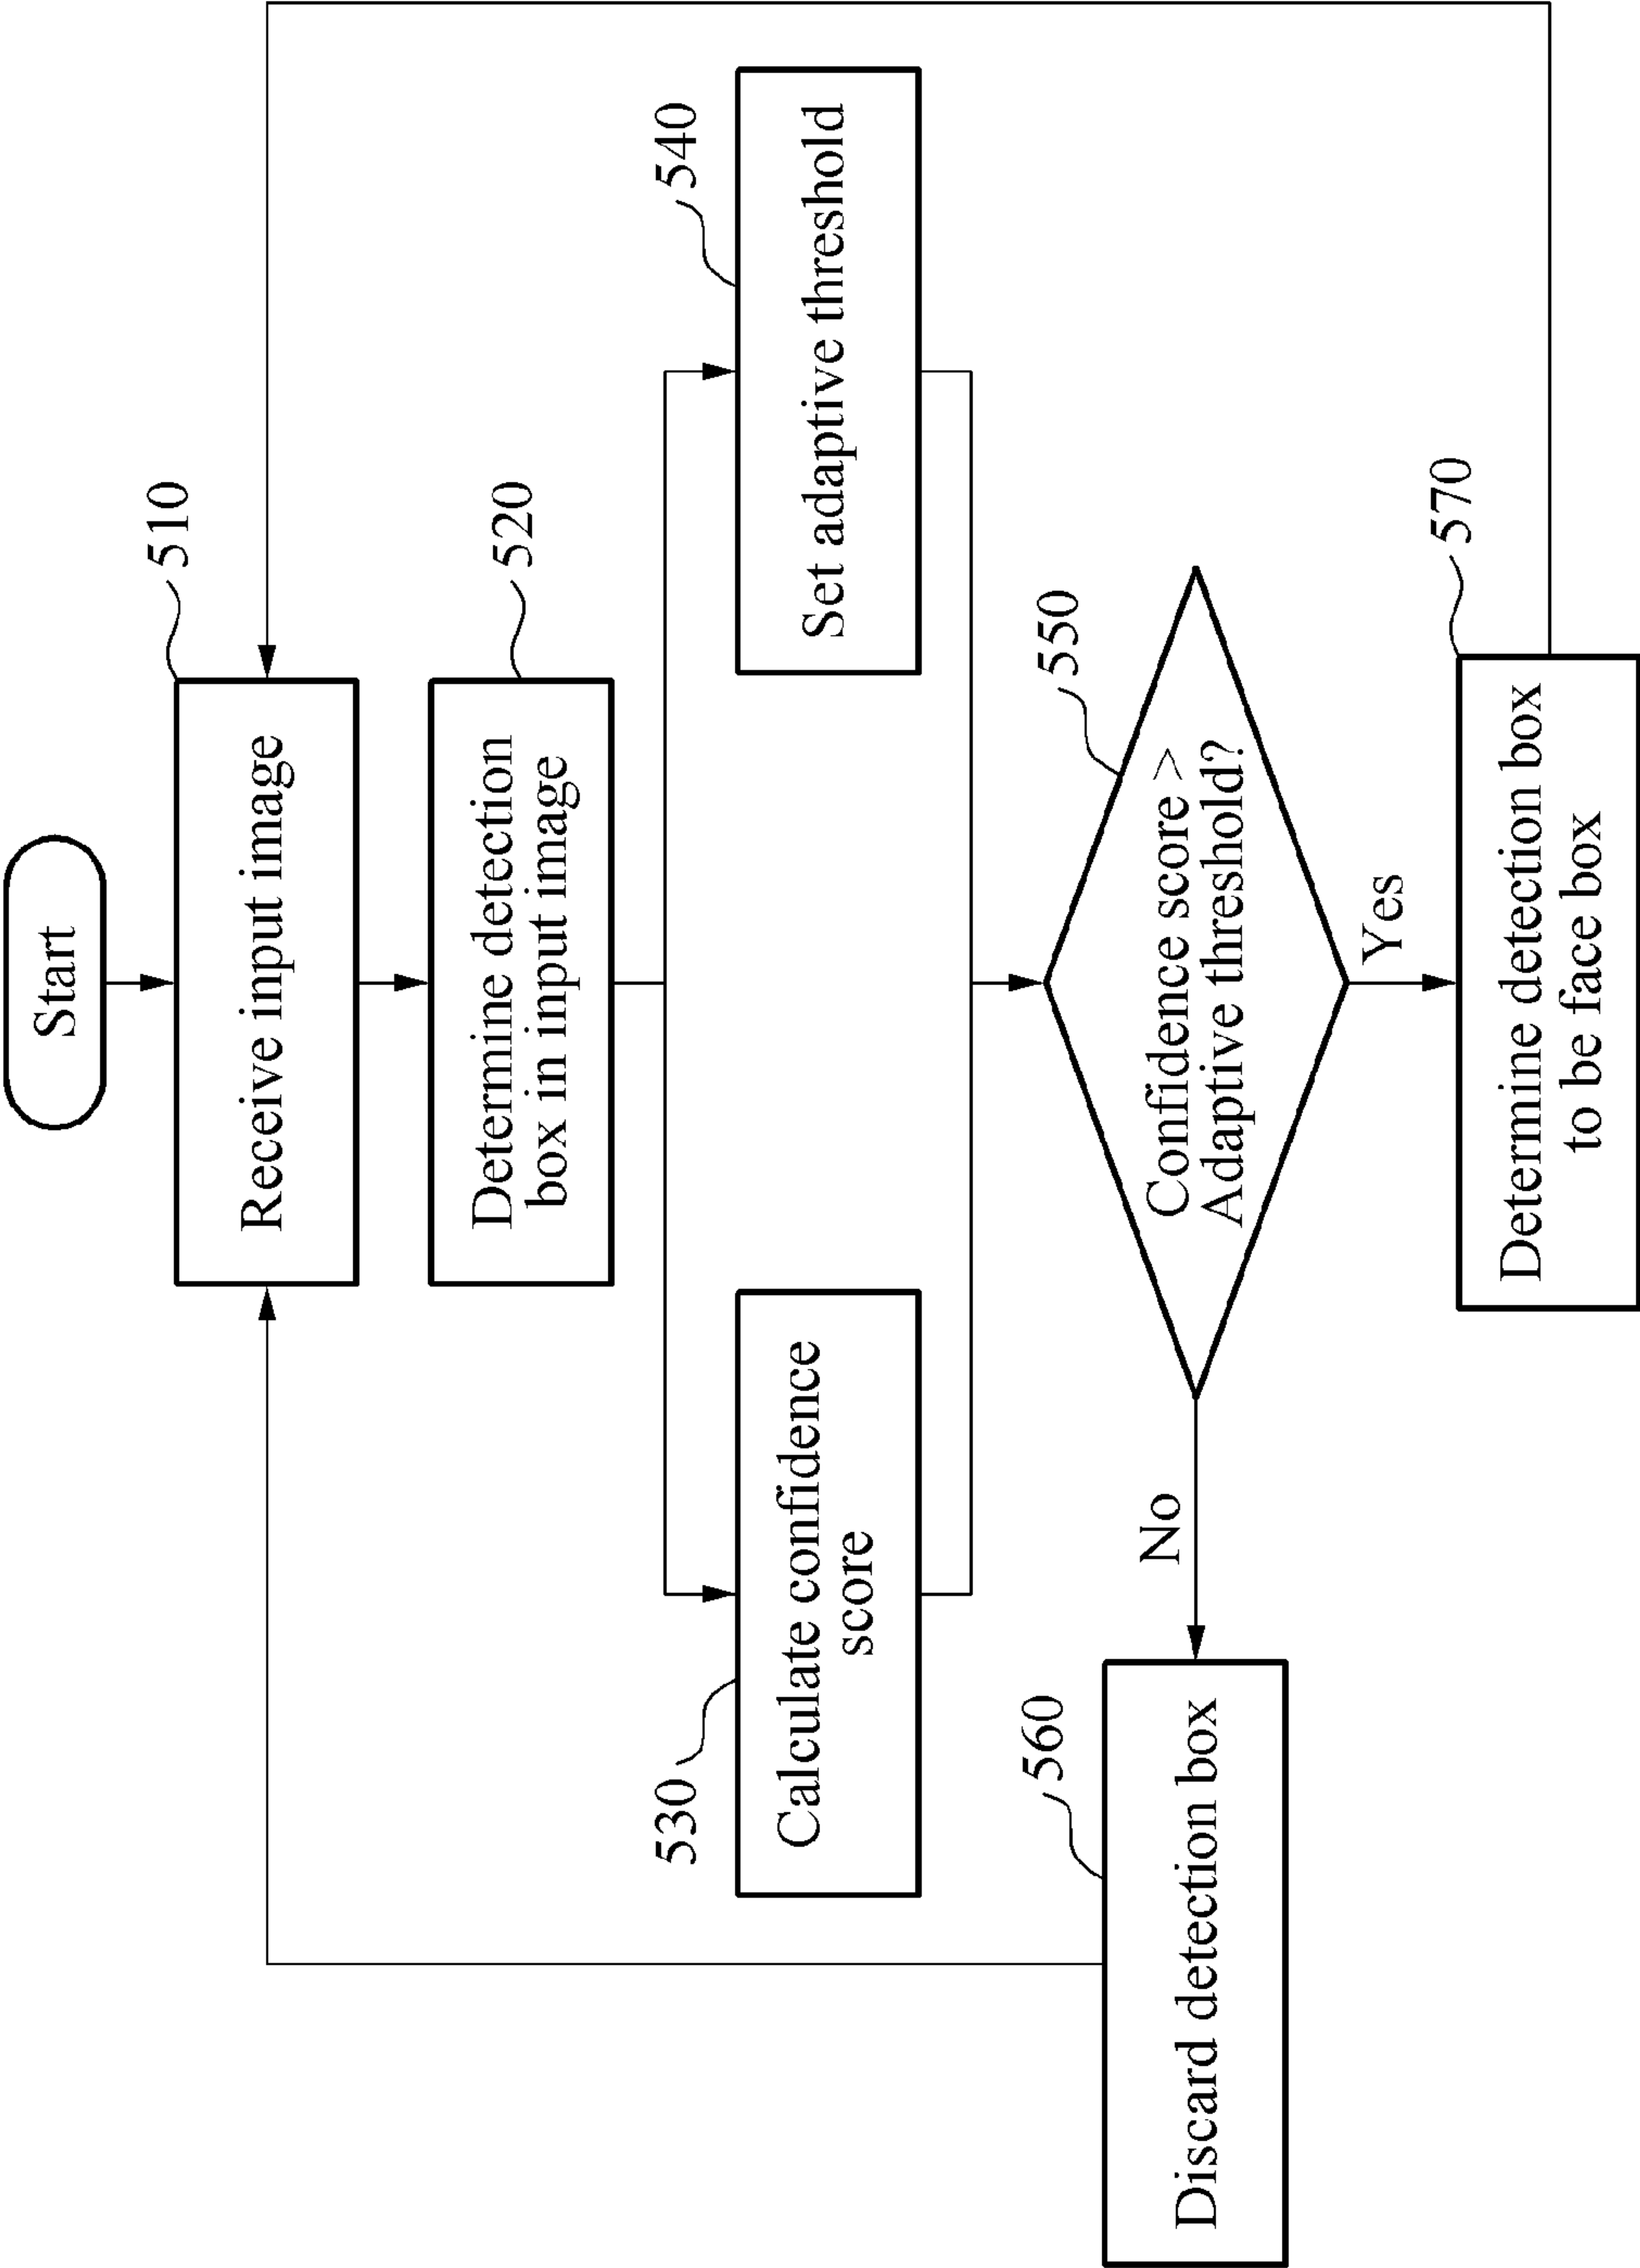 Start
510
Receive input image
520
Determine detection
box in input image
530
Calculate confidence
score
540
Set adaptive threshold
550
Confidence score >
Adaptive threshold?
No
Yes
560
Discard detection box
570
Determine detection box
to be face box